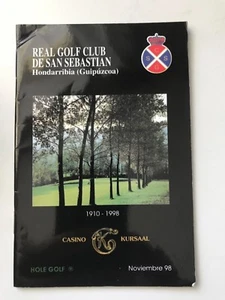 REAL GOLF CLUB
DE SAN SEBASTIAN
Hondarribia (Guipúzcoa)
1910 - 1998
CASINO KURSAAL
HOLE GOLF ®
Noviembre 98